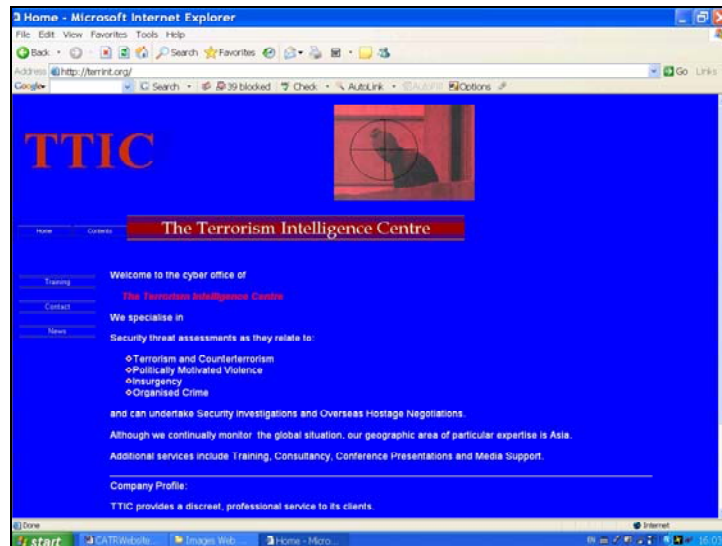 Home - Microsoft Internet Explorer
File Edit View Favorites Tools Help
Back Search Favorites
Address http://terrint.org/ Go Links
Google Search 39 blocked Check AutoLink AutoFill Options
TTIC
The Terrorism Intelligence Centre
Home Contents
Training
Contact
News
Welcome to the cyber office of
The Terrorism Intelligence Centre
We specialise in
Security threat assessments as they relate to:
Terrorism and Counterterrorism
Politically Motivated Violence
Insurgency
Organised Crime
and can undertake Security Investigations and Overseas Hostage Negotiations.
Although we continually monitor the global situation, our geographic area of particular expertise is Asia.
Additional services include Training, Consultancy, Conference Presentations and Media Support.
Company Profile:
TTIC provides a discreet, professional service to its clients.
Done Internet
start CATRWebsite... Images Web ... Home - Micro... 16:03